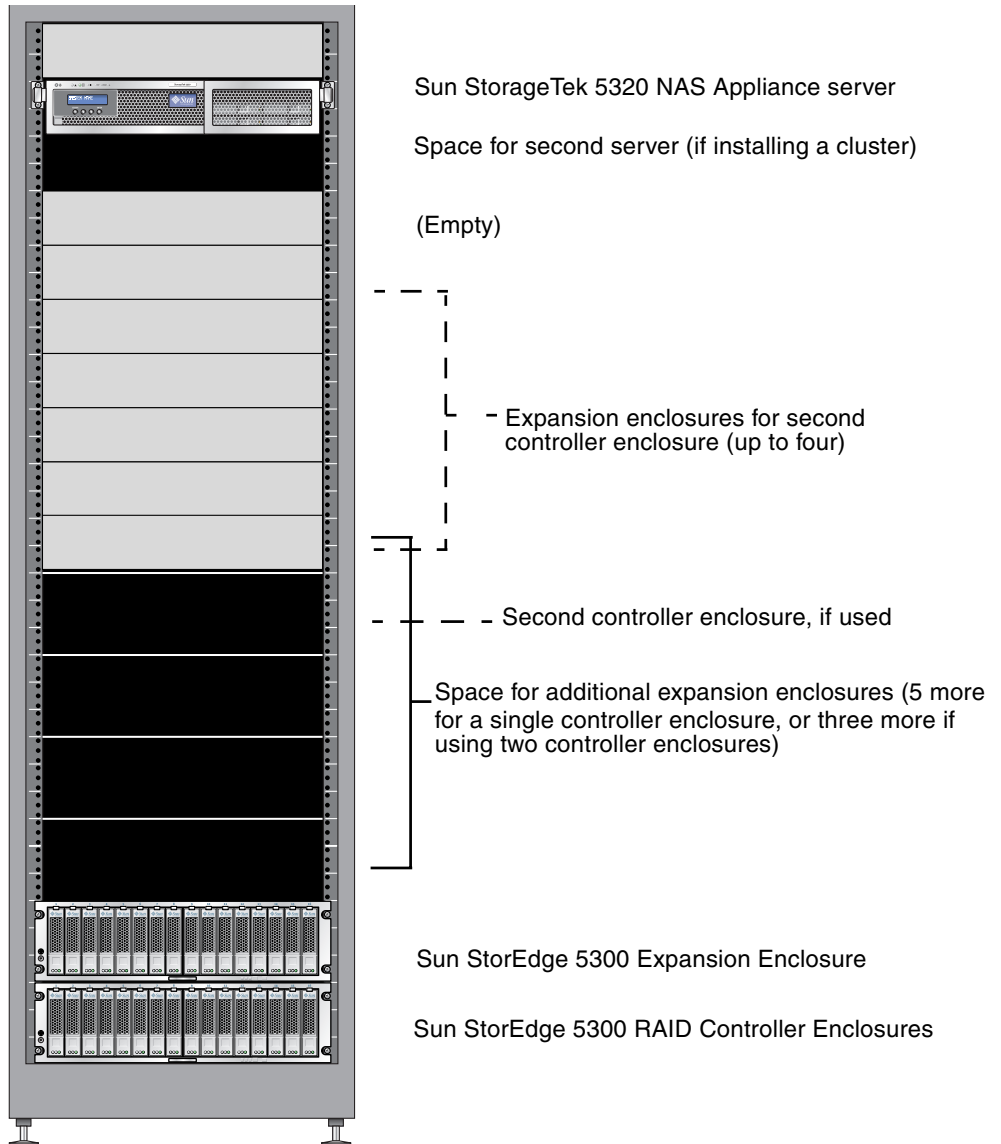 Sun StorageTek 5320 NAS Appliance server
Sun
Space for second server (if installing a cluster)
(Empty)
Expansion enclosures for second
controller enclosure (up to four)
Second controller enclosure, if used
Space for additional expansion enclosures (5 more
for a single controller enclosure, or three more if
using two controller enclosures)
Sun StorEdge 5300 Expansion Enclosure
Sun StorEdge 5300 RAID Controller Enclosures